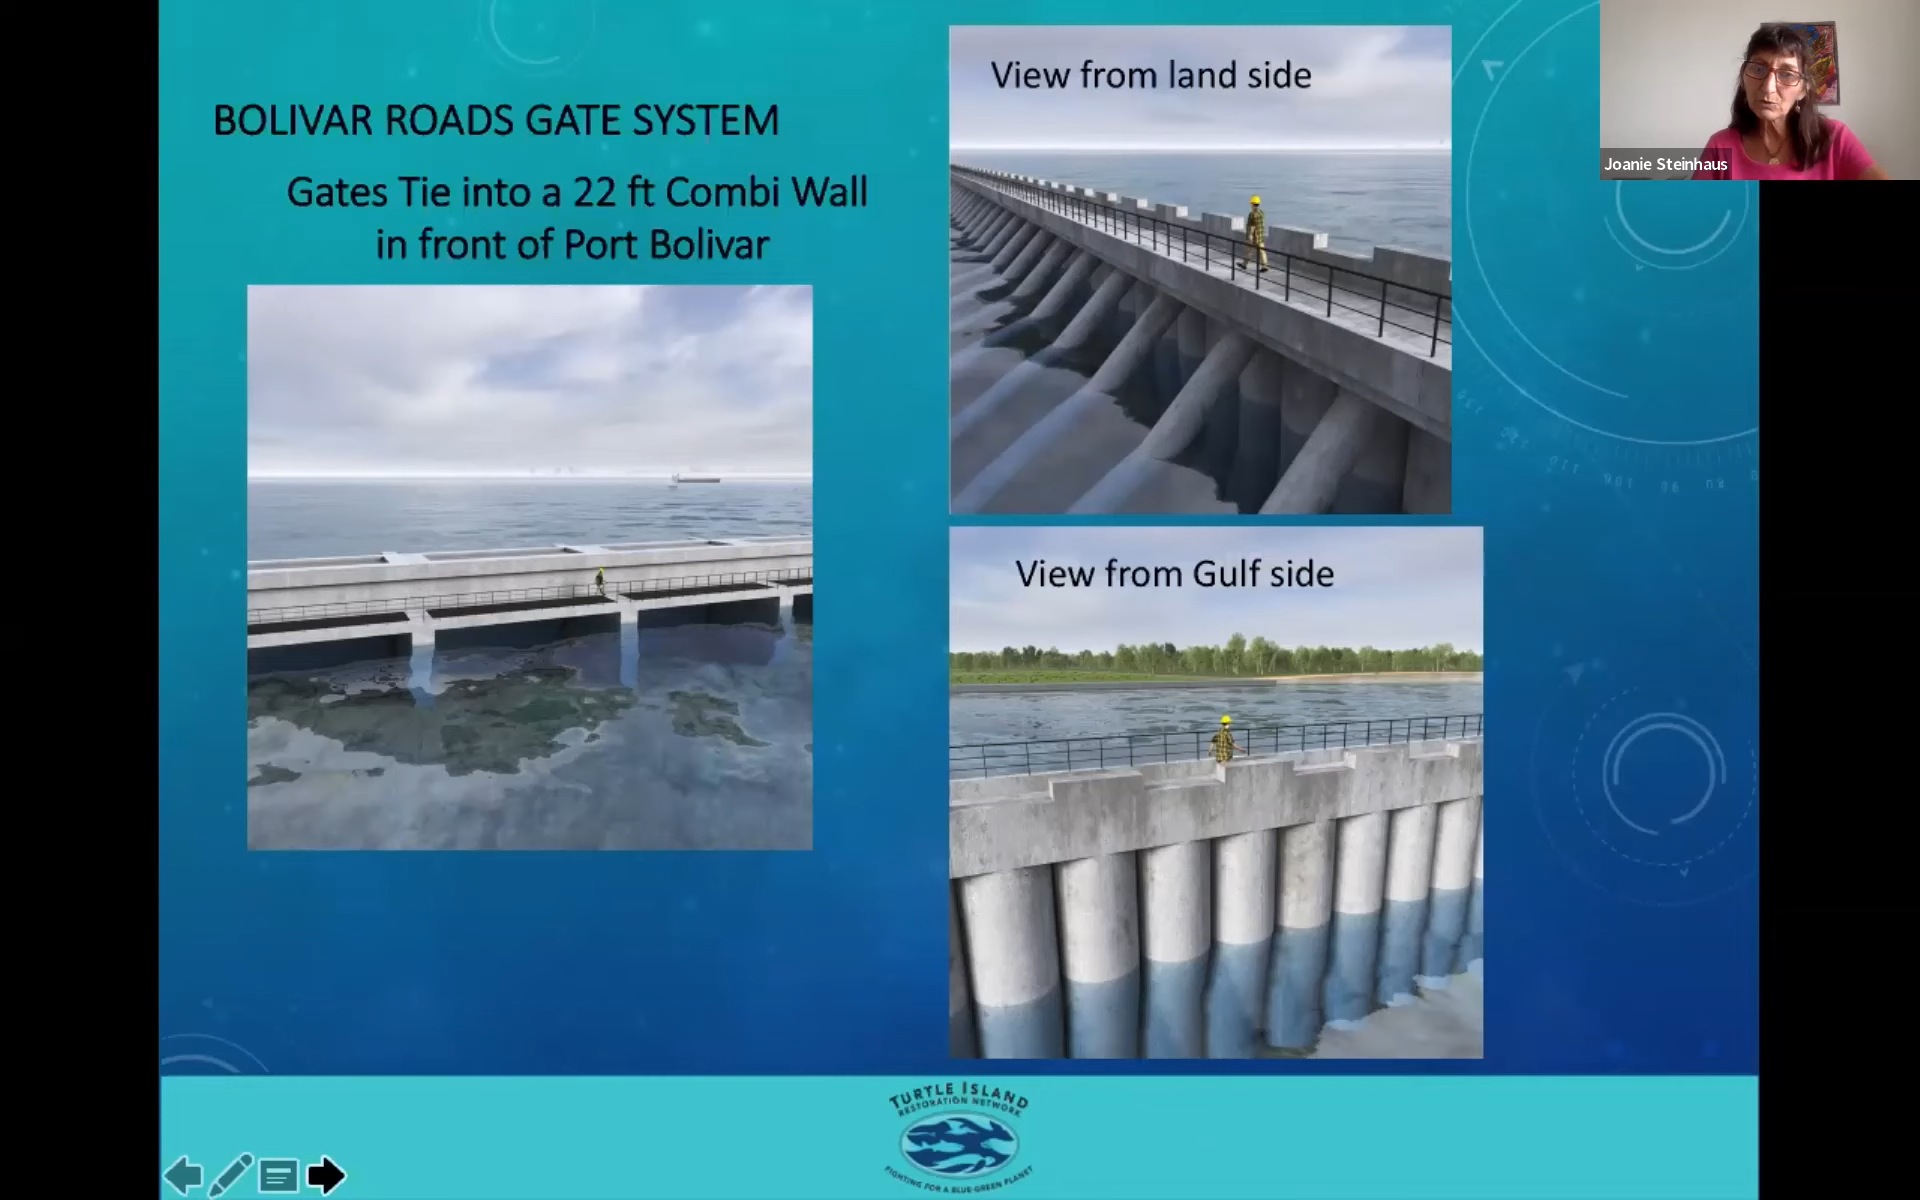 BOLIVAR ROADS GATE SYSTEM
Gates Tie into a 22 ft Combi Wall
in front of Port Bolivar
View from land side
View from Gulf side
Joanie Steinhaus
TURTLE ISLAND
RESTORATION NETWORK
FIGHTING FOR A BLUE-GREEN PLANET